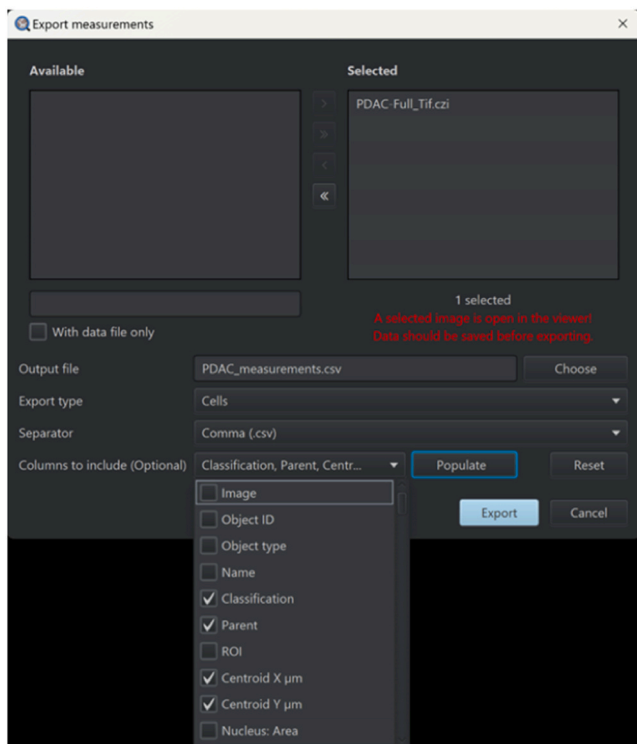 Export measurements
Available
Selected
PDAC-Full_Tif.czi
1 selected
A selected image is open in the viewer!
Data should be saved before exporting.
With data file only
Output file PDAC_measurements.csv Choose
Export type Cells
Separator Comma (.csv)
Columns to include (Optional) Classification, Parent, Centr... Populate Reset
Image
Export Cancel
Object ID
Object type
Name
Classification
Parent
ROI
Centroid X µm
Centroid Y µm
Nucleus: Area